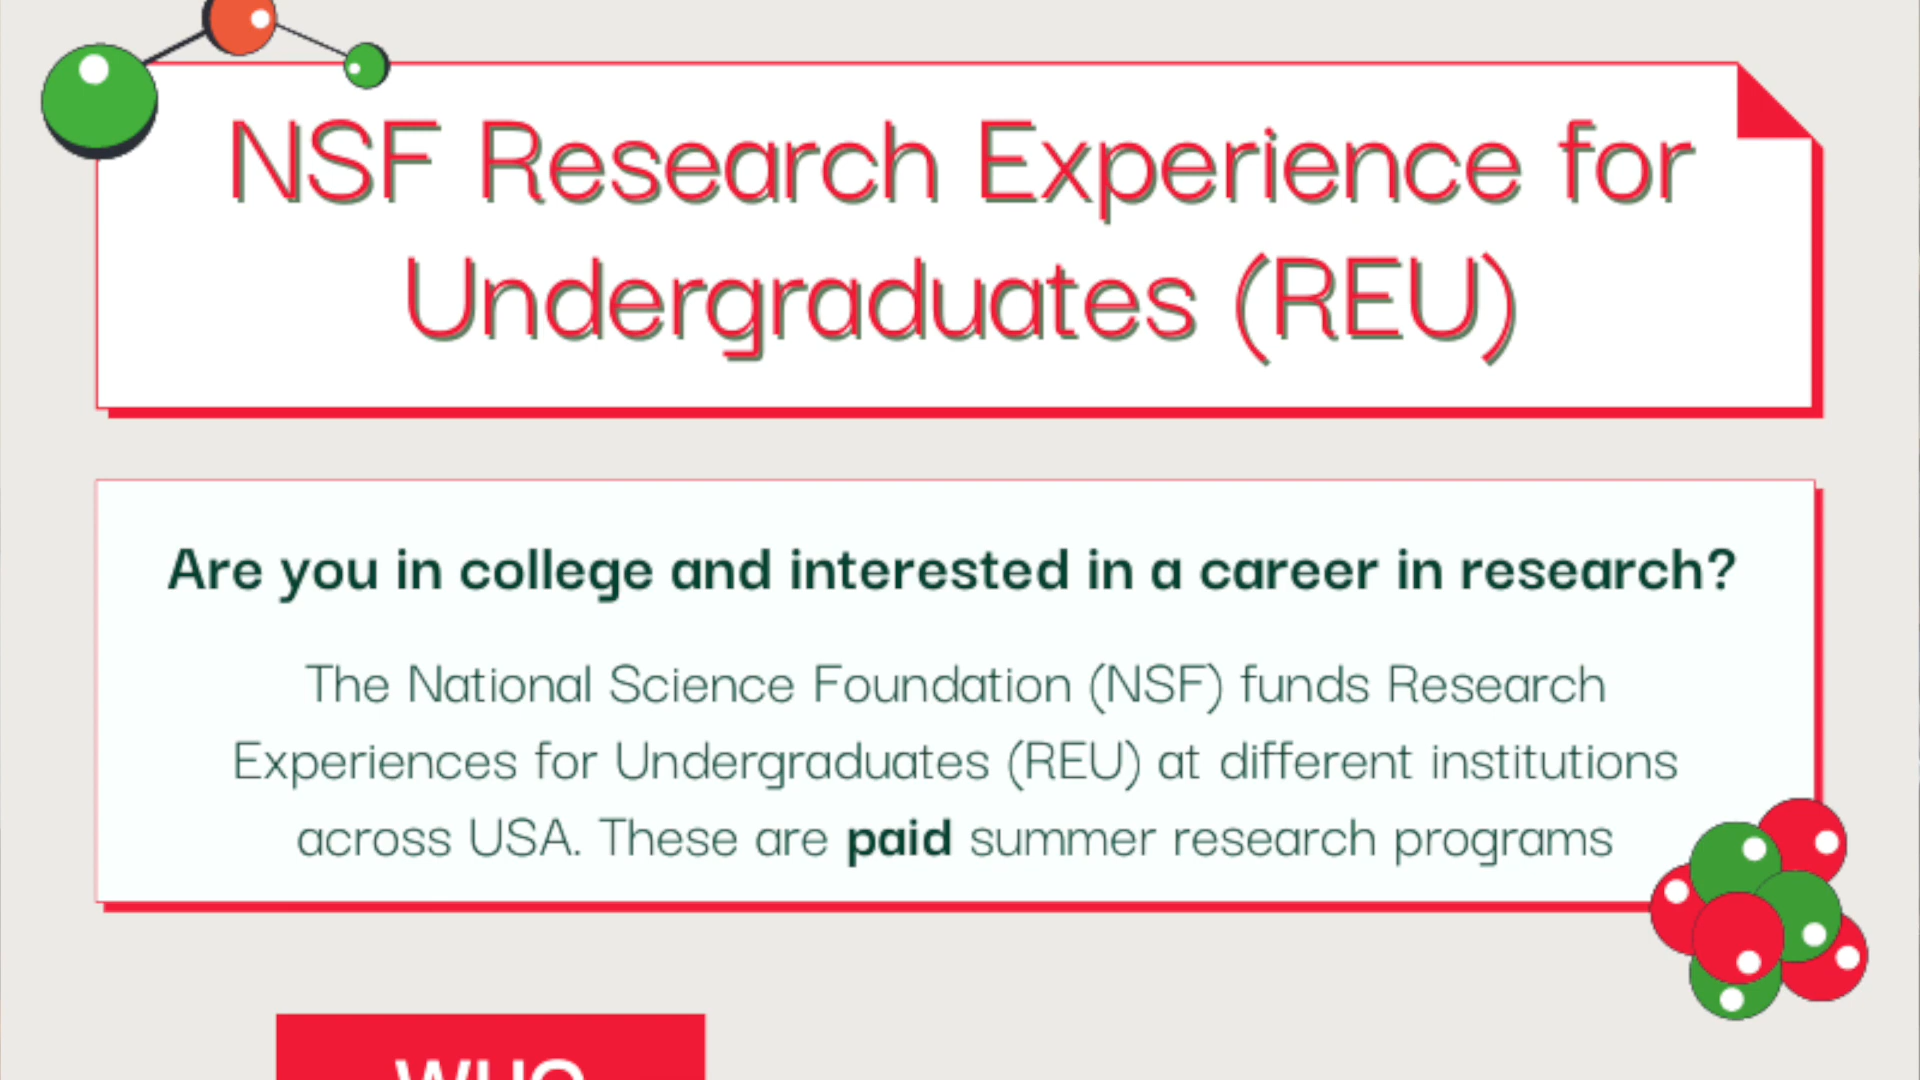 NSF Research Experience for
Undergraduates (REU)
Are you in college and interested in a career in research?
The National Science Foundation (NSF) funds Research
Experiences for Undergraduates (REU) at different institutions
across USA. These are paid summer research programs
WHO